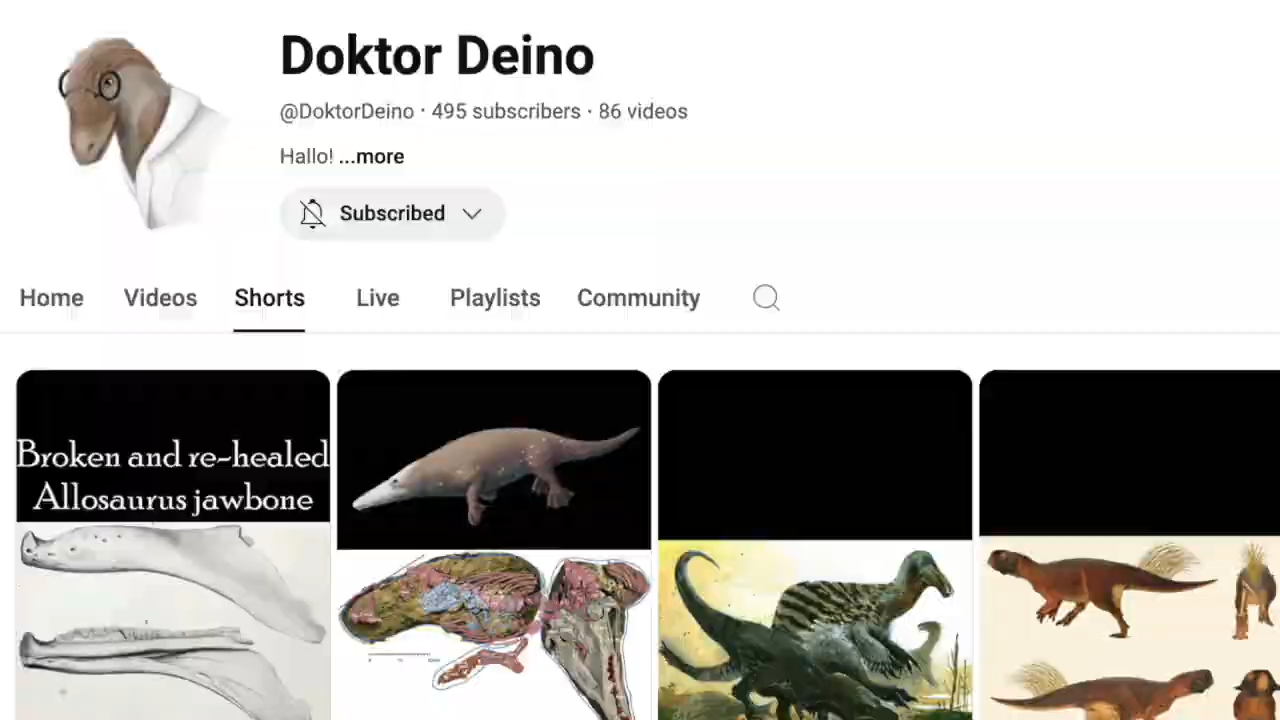 Doktor Deino
@DoktorDeino · 495 subscribers · 86 videos
Hallo! ...more
Subscribed
Home Videos Shorts Live Playlists Community
Broken and re-healed
Allosaurus jawbone